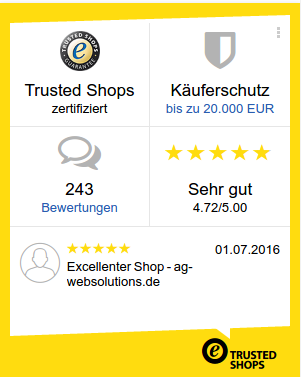 TRUSTED SHOPS
GUARANTEE
e
Trusted Shops
zertifiziert
Käuferschutz
bis zu 20.000 EUR
243
Bewertungen
Sehr gut
4.72/5.00
01.07.2016
Excellenter Shop - ag-
websolutions.de
e
TRUSTED
SHOPS